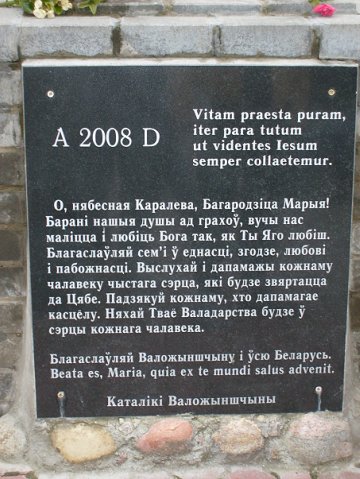 A 2008 D
Vitam praesta puram,
iter para tutum
ut videntes Iesum
semper collaetemur.
О, нябесная Каралева, Багародзіца Марыя!
Барані нашыя душы ад грахоў, вучы нас
маліцца і любіць Бога так, як Ты Яго любіш.
Благаслаўляй сем'і ў еднасці, згодзе, любові
і пабожнасці. Выслухай і дапамажы кожнаму
чалавеку чыстага сэрца, які будзе звяртацца
да Цябе. Падзякуй кожнаму, хто дапамагае
касцёлу. Няхай Тваё Валадарства будзе ў
сэрцы кожнага чалавека.
Благаслаўляй Валожыншчыну і ўсю Беларусь.
Beata es, Maria, quia ex te mundi salus advenit.
Каталікі Валожыншчыны